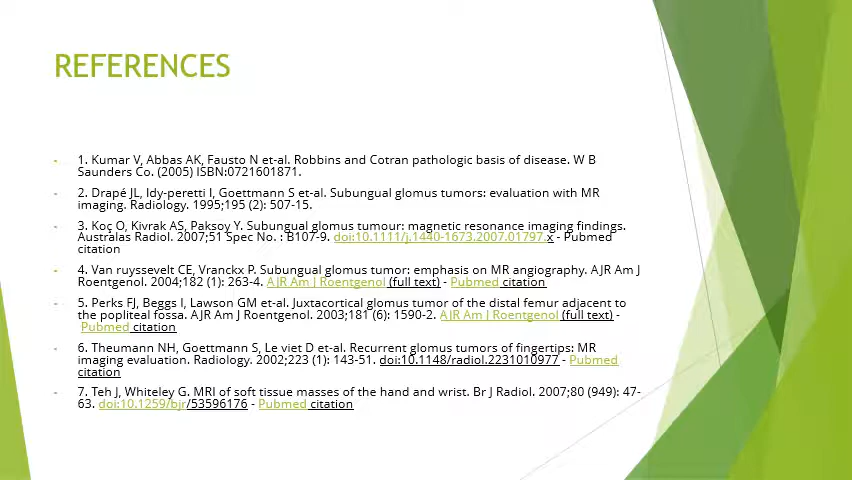 REFERENCES
- 1. Kumar V, Abbas AK, Fausto N et-al. Robbins and Cotran pathologic basis of disease. W B
Saunders Co. (2005) ISBN:0721601871.
- 2. Drapé JL, Idy-peretti I, Goettmann S et-al. Subungual glomus tumors: evaluation with MR
imaging. Radiology. 1995;195 (2): 507-15.
- 3. Koç O, Kivrak AS, Paksoy Y. Subungual glomus tumour: magnetic resonance imaging findings.
Australas Radiol. 2007;51 Spec No. : B107-9. doi:10.1111/j.1440-1673.2007.01797.x - Pubmed
citation
- 4. Van ruyssevelt CE, Vranckx P. Subungual glomus tumor: emphasis on MR angiography. AJR Am J
Roentgenol. 2004;182 (1): 263-4. AJR Am J Roentgenol (full text) - Pubmed citation
- 5. Perks FJ, Beggs I, Lawson GM et-al. Juxtacortical glomus tumor of the distal femur adjacent to
the popliteal fossa. AJR Am J Roentgenol. 2003;181 (6): 1590-2. AJR Am J Roentgenol (full text) -
Pubmed citation
- 6. Theumann NH, Goettmann S, Le viet D et-al. Recurrent glomus tumors of fingertips: MR
imaging evaluation. Radiology. 2002;223 (1): 143-51. doi:10.1148/radiol.2231010977 - Pubmed
citation
- 7. Teh J, Whiteley G. MRI of soft tissue masses of the hand and wrist. Br J Radiol. 2007;80 (949): 47-
63. doi:10.1259/bjr/53596176 - Pubmed citation